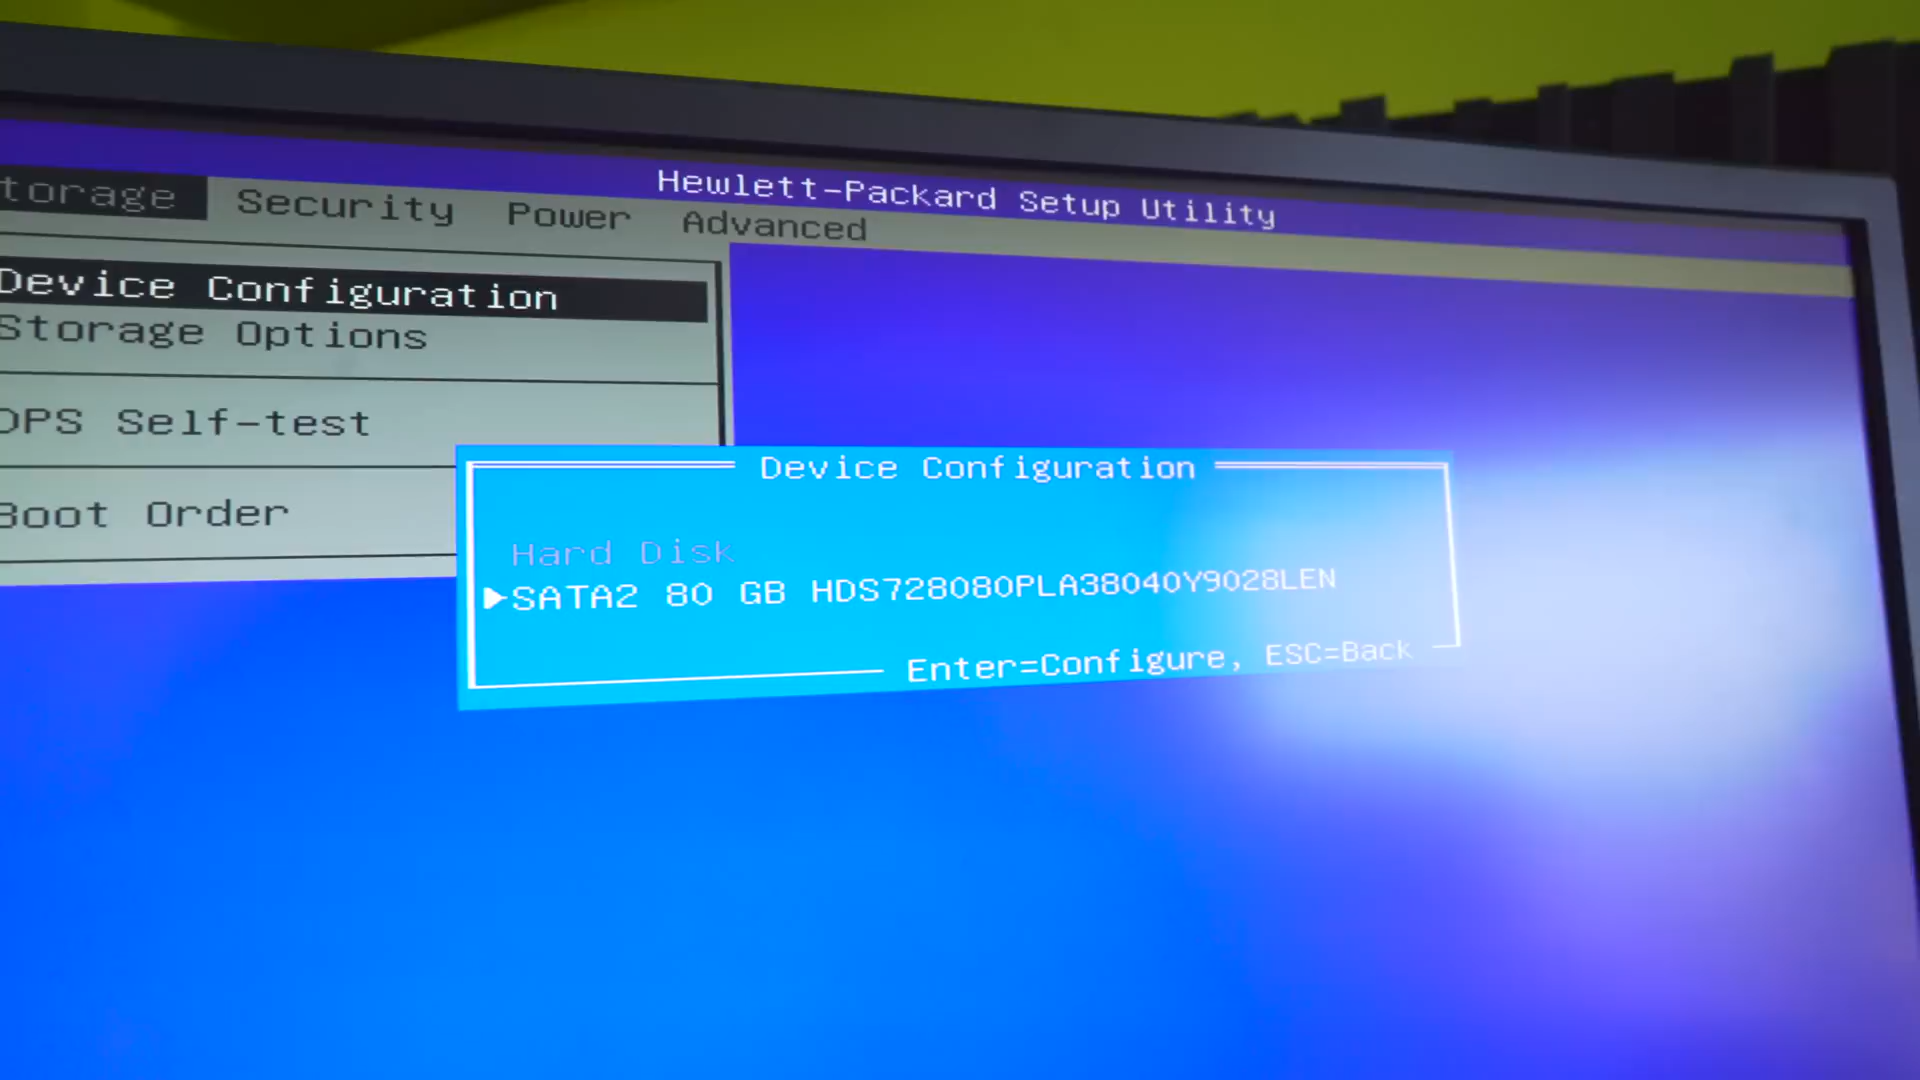 Hewlett-Packard Setup Utility
torage Security Power Advanced
Device Configuration
Storage Options
DPS Self-test
Boot Order
Device Configuration
Hard Disk
SATA2 80 GB HDS728080PLA38040Y9028LEN
Enter=Configure, ESC=Back